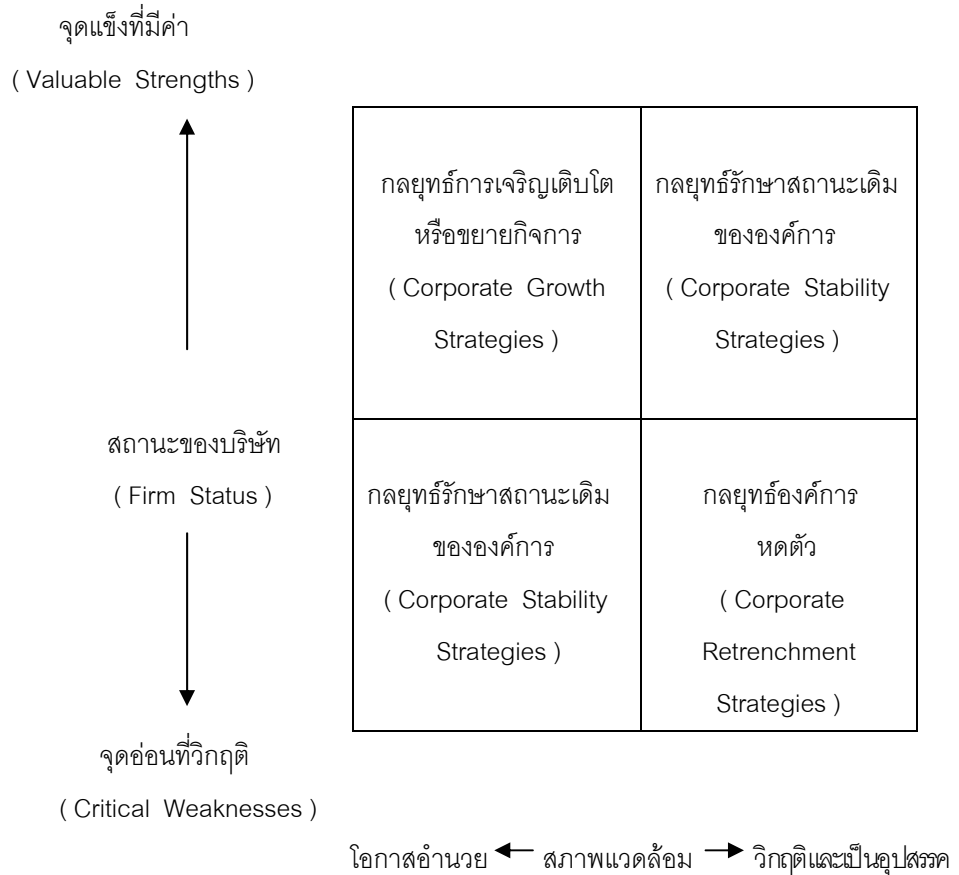 จุดแข็งที่มีค่า
( Valuable Strengths )
กลยุทธ์การเจริญเติบโต
หรือขยายกิจการ
( Corporate Growth
Strategies )
กลยุทธ์รักษาสถานะเดิม
ขององค์การ
( Corporate Stability
Strategies )
สถานะของบริษัท
( Firm Status )
กลยุทธ์รักษาสถานะเดิม
ขององค์การ
( Corporate Stability
Strategies )
กลยุทธ์องค์การ
หดตัว
( Corporate
Retrenchment
Strategies )
จุดอ่อนที่วิกฤติ
( Critical Weaknesses )
โอกาสอำนวย สภาพแวดล้อม วิกฤติและเป็นอุปสรรค